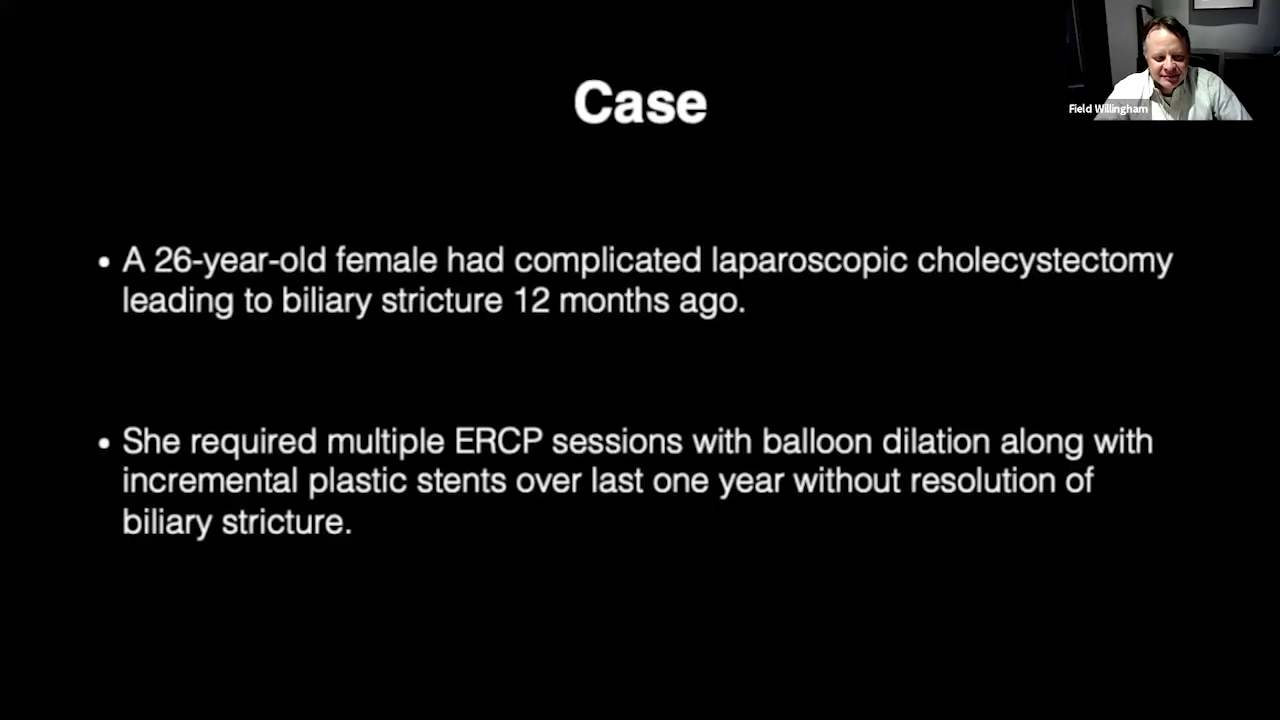 Case
Field Willingham
• A 26-year-old female had complicated laparoscopic cholecystectomy
leading to biliary stricture 12 months ago.
• She required multiple ERCP sessions with balloon dilation along with
incremental plastic stents over last one year without resolution of
biliary stricture.